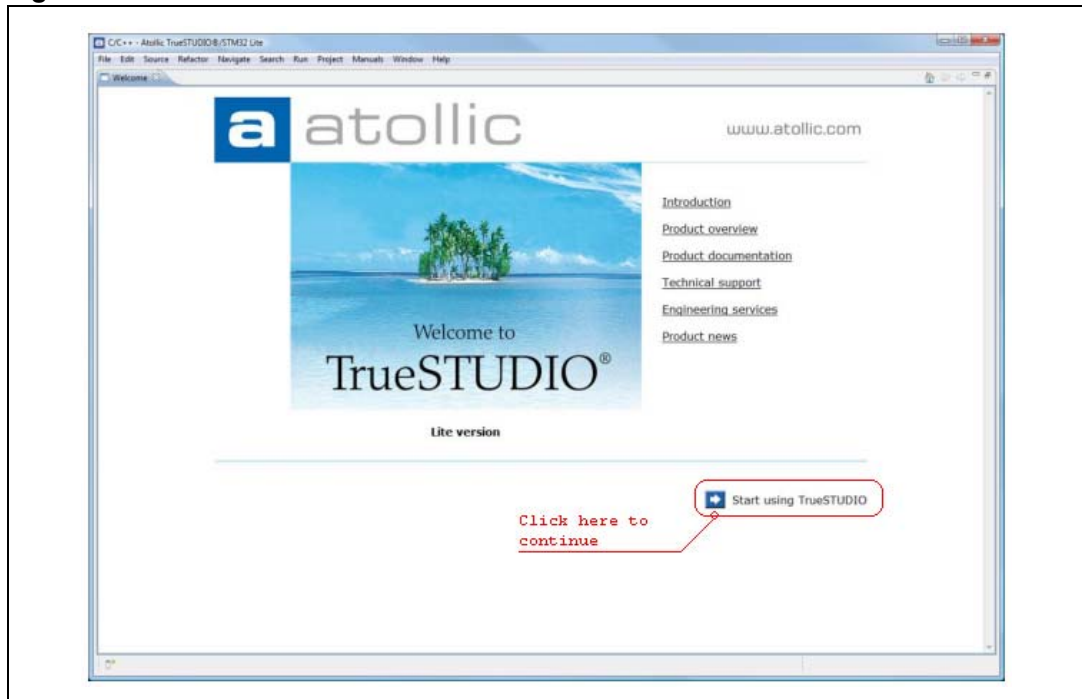 C/C++ - Atollic TrueSTUDIO®/STM32 Lite
File Edit Source Refactor Navigate Search Run Project Manuals Window Help
Welcome
a atollic
www.atollic.com
Introduction
Product overview
Product documentation
Technical support
Engineering services
Product news
Welcome to
TrueSTUDIO®
Lite version
Start using TrueSTUDIO
Click here to
continue